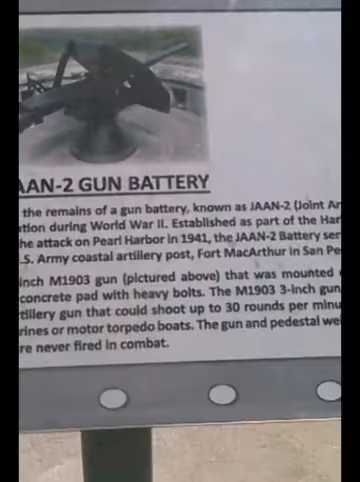 AAN-2 GUN BATTERY
the remains of a gun battery, known as JAAN-2 (Joint Ar
tion during World War II. Established as part of the Har
he attack on Pearl Harbor in 1941, the JAAN-2 Battery ser
.S. Army coastal artillery post, Fort MacArthur in San Pe
inch M1903 gun (pictured above) that was mounted
concrete pad with heavy bolts. The M1903 3-inch gun
tillery gun that could shoot up to 30 rounds per minu
rines or motor torpedo boats. The gun and pedestal we
re never fired in combat.